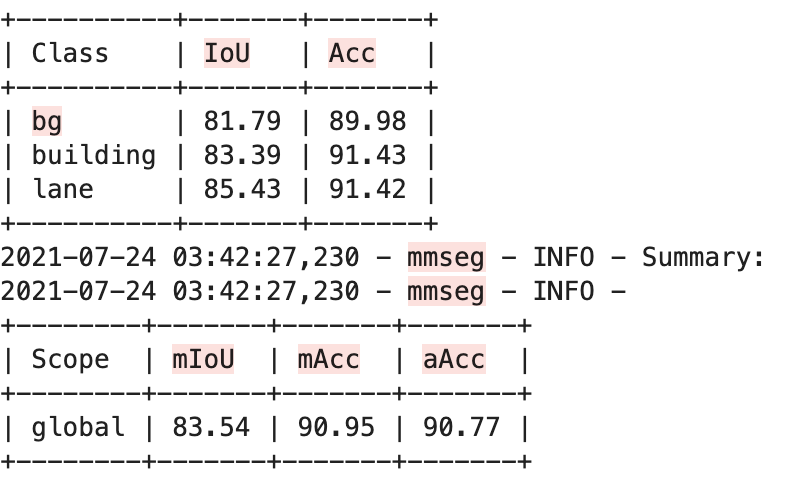 +----------+-------+-------+
| Class    | IoU   | Acc   |
+----------+-------+-------+
| bg       | 81.79 | 89.98 |
| building | 83.39 | 91.43 |
| lane     | 85.43 | 91.42 |
+----------+-------+-------+
2021-07-24 03:42:27,230 - mmseg - INFO - Summary:
2021-07-24 03:42:27,230 - mmseg - INFO -
+--------+-------+-------+-------+
| Scope  | mIoU  | mAcc  | aAcc  |
+--------+-------+-------+-------+
| global | 83.54 | 90.95 | 90.77 |
+--------+-------+-------+-------+